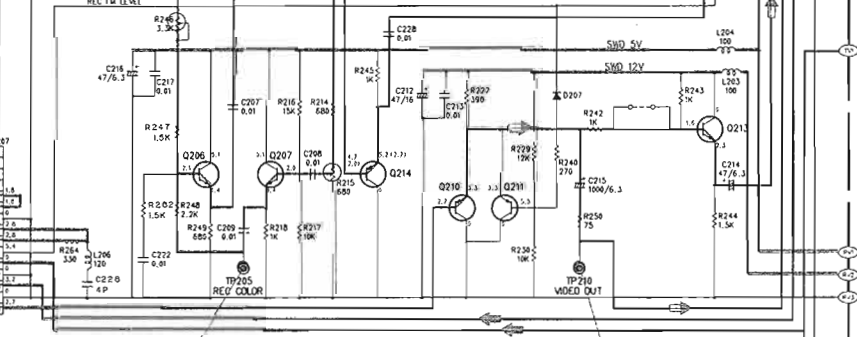 REC FM LEVEL
R246
3.3K
C228
0.01
L204
100
SWD 5V
SWD 12V
C216
47/6.3
C217
0.01
R245
1K
L203
100
C212
47/16
C213
0.01
R227
390
D207
R243
1K
C207
0.01
R216
15K
R214
680
R242
1K
Q213
R247
1.5K
Q206
Q207
C208
0.01
Q214
R229
12K
R240
270
C214
47/6.3
R215
680
Q210
Q211
C215
1000/6.3
R202
1.5K
R248
2.2K
R249
680
C209
0.01
R218
1K
R217
10K
R250
75
R244
1.5K
R264
330
L206
120
C222
0.01
R230
10K
C226
4P
TP205
REC COLOR
TP210
VIDEO OUT